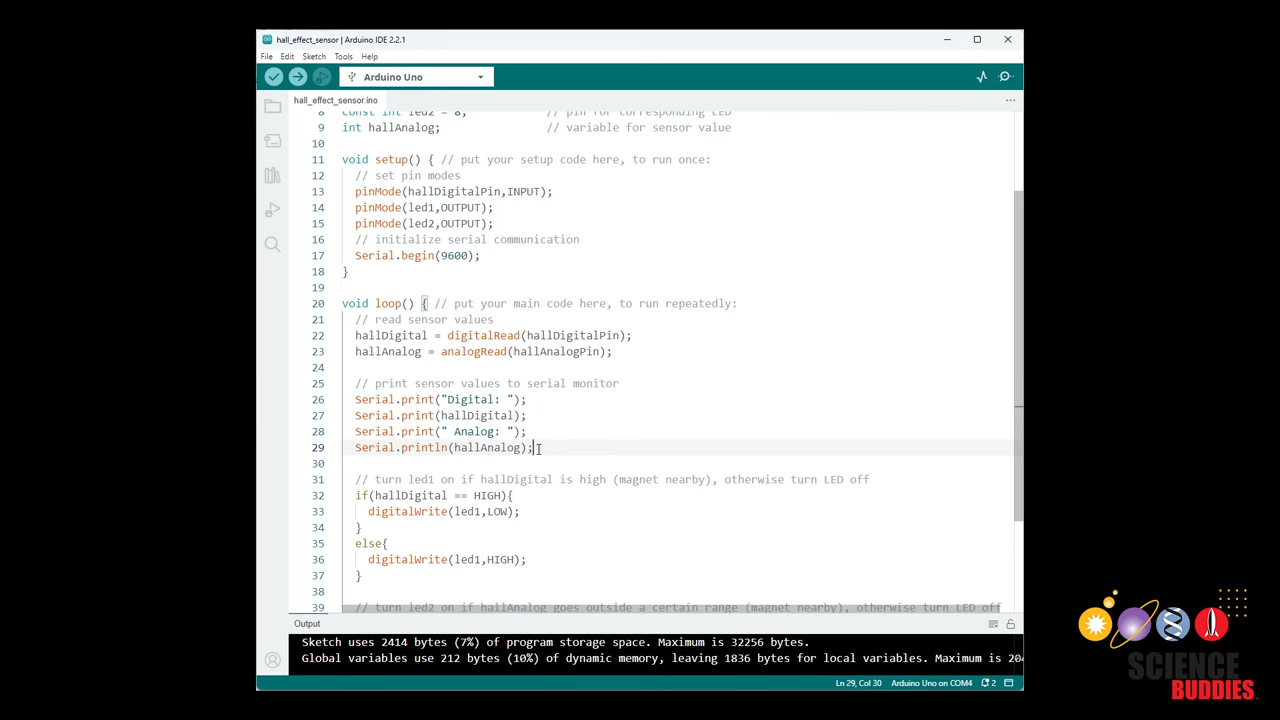 hall_effect_sensor | Arduino IDE 2.2.1
File Edit Sketch Tools Help
Arduino Uno
hall_effect_sensor.ino
8 const int led2 = 8; // pin for corresponding LED
9 int hallAnalog; // variable for sensor value
10
11 void setup() { // put your setup code here, to run once:
12 // set pin modes
13 pinMode(hallDigitalPin,INPUT);
14 pinMode(led1,OUTPUT);
15 pinMode(led2,OUTPUT);
16 // initialize serial communication
17 Serial.begin(9600);
18 }
19
20 void loop() { // put your main code here, to run repeatedly:
21 // read sensor values
22 hallDigital = digitalRead(hallDigitalPin);
23 hallAnalog = analogRead(hallAnalogPin);
24
25 // print sensor values to serial monitor
26 Serial.print("Digital: ");
27 Serial.print(hallDigital);
28 Serial.print(" Analog: ");
29 Serial.println(hallAnalog);
30
31 // turn led1 on if hallDigital is high (magnet nearby), otherwise turn LED off
32 if(hallDigital == HIGH){
33 digitalWrite(led1,LOW);
34 }
35 else{
36 digitalWrite(led1,HIGH);
37 }
38
39 // turn led2 on if hallAnalog goes outside a certain range (magnet nearby), otherwise turn LED off
Output
Sketch uses 2414 bytes (7%) of program storage space. Maximum is 32256 bytes.
Global variables use 212 bytes (10%) of dynamic memory, leaving 1836 bytes for local variables. Maximum is 204
Ln 29, Col 30 Arduino Uno on COM4 2
SCIENCE
BUDDIES